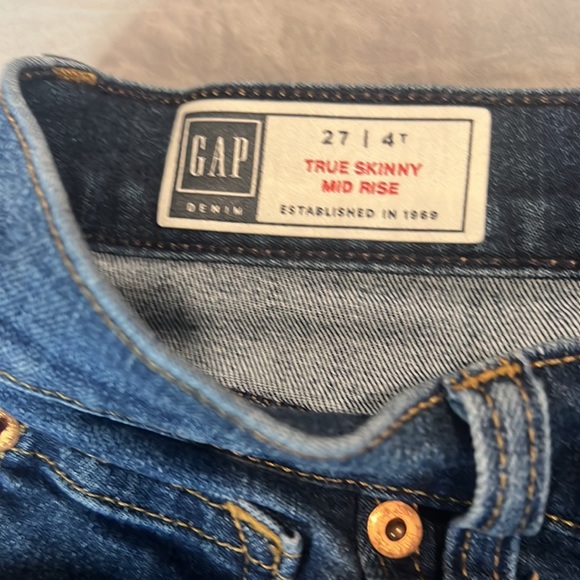 GAP
DENIM
27 | 4T
TRUE SKINNY
MID RISE
ESTABLISHED IN 1969